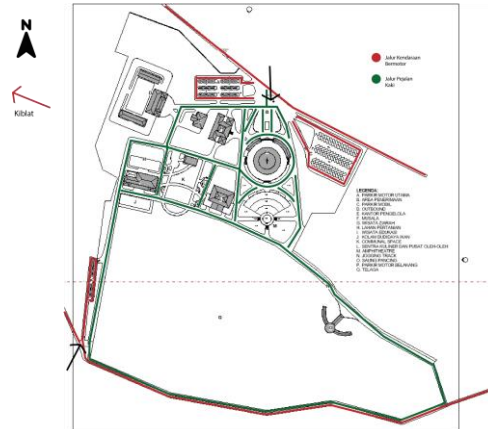 N
Kiblat
Jalur Kendaraan
Bermotor
Jalur Pejalan
Kaki
LEGENDA:
A. PARKIR MOTOR UTAMA
B. AREA PENERIMAAN
C. PARKIR MOBIL
D. OUTBOUND
E. KANTOR PENGELOLA
F. MUSALA
G. WISATA ZIARAH
H. LAHAN PERTANIAN
I. WISATA EDUKASI
J. KOLAM BUDIDAYA IKAN
K. COMMUNAL SPACE
L. SENTRA KULINER DAN PUSAT OLEH-OLEH
M. AMPHITHEATRE
N. JOGGING TRACK
O. SAUNG PANCING
P. PARKIR MOTOR BELAKANG
Q. TELAGA